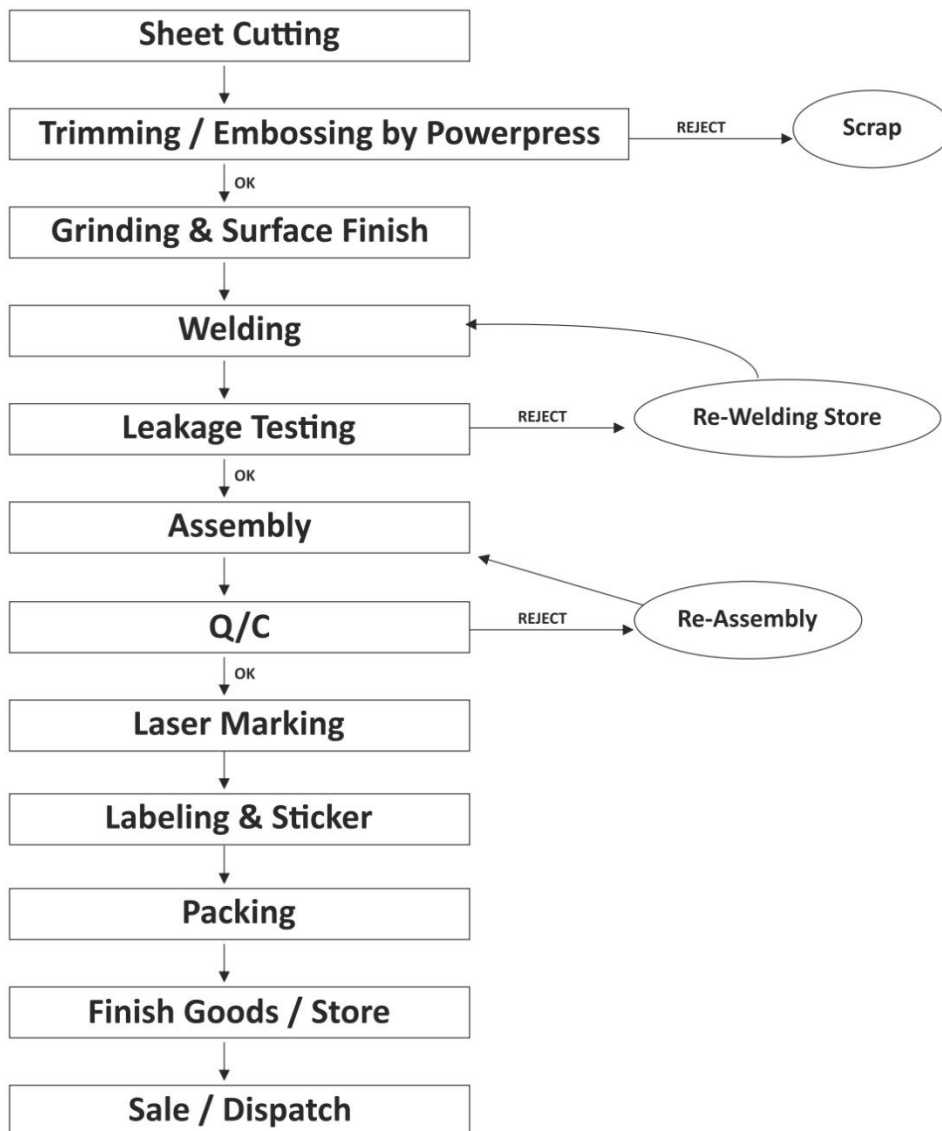 Sheet Cutting
Trimming / Embossing by Powerpress
REJECT
Scrap
OK
Grinding & Surface Finish
Welding
Leakage Testing
REJECT
Re-Welding Store
OK
Assembly
Q/C
REJECT
Re-Assembly
OK
Laser Marking
Labeling & Sticker
Packing
Finish Goods / Store
Sale / Dispatch